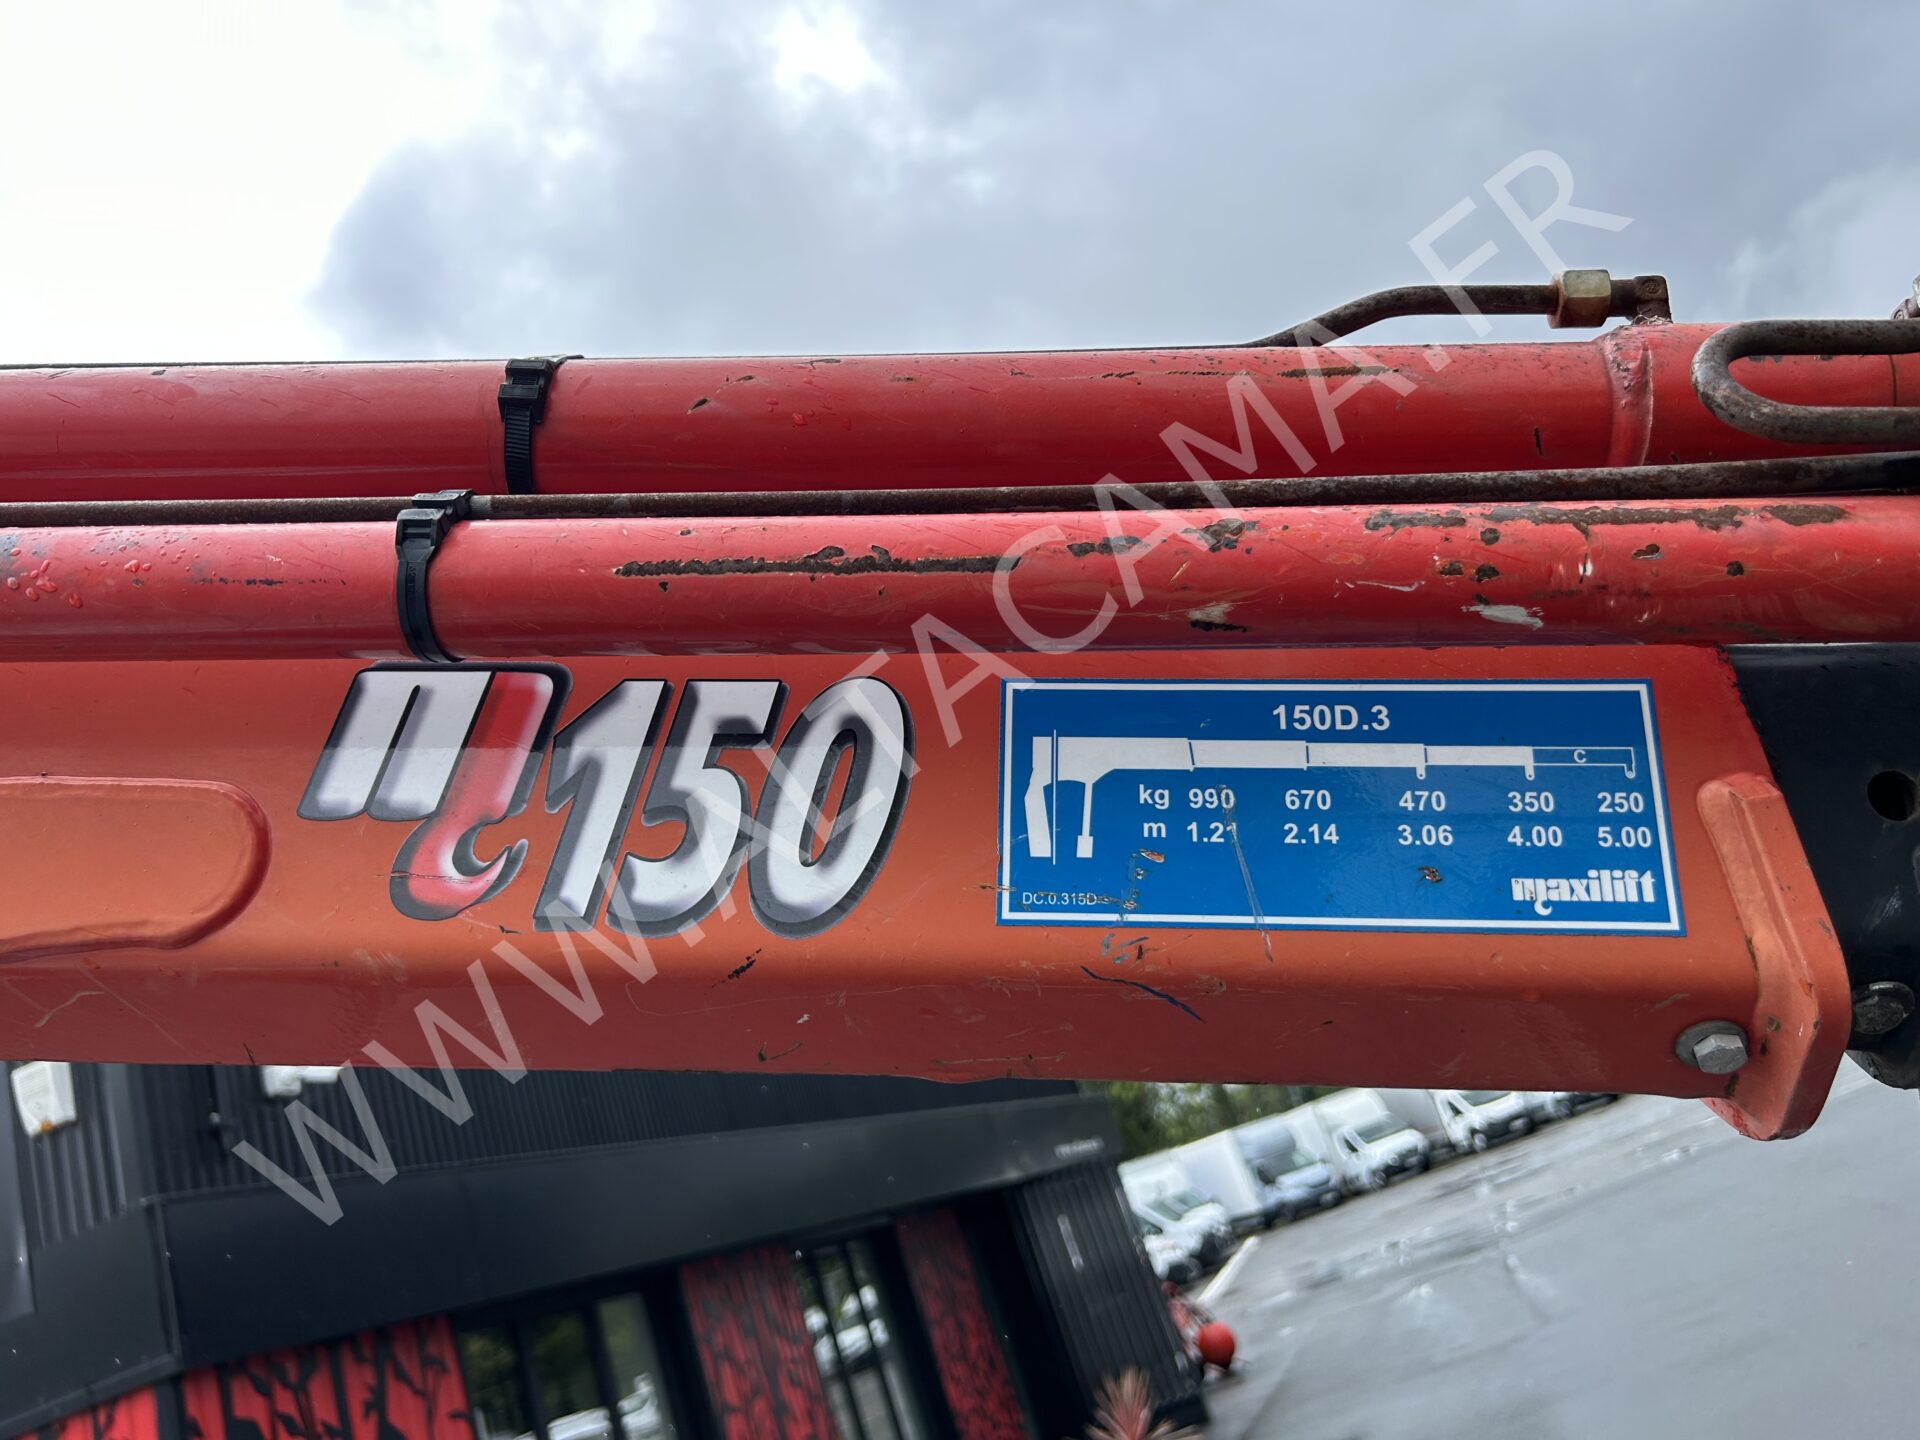 WWW.ALTACAMA.FR
150
150D.3
C
kg 990 670 470 350 250
m 1.21 2.14 3.06 4.00 5.00
DC.0.315D
maxilift